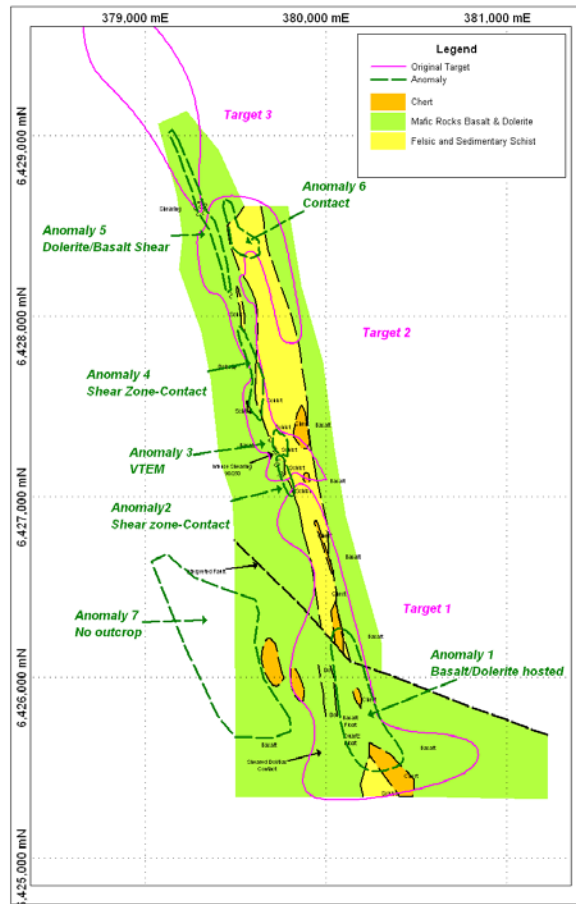 379,000 mE
380,000 mE
381,000 mE
Legend
Original Target
Anomaly
Chert
Mafic Rocks Basalt & Dolerite
Felsic and Sedimentary Schist
6,429,000 mN
6,428,000 mN
6,427,000 mN
6,426,000 mN
6,425,000 mN
Target 3
Anomaly 6
Contact
Anomaly 5
Dolerite/Basalt Shear
Target 2
Anomaly 4
Shear Zone-Contact
Anomaly 3
VTEM
Anomaly2
Shear zone-Contact
Basalt
Basalt
Anomaly 7
No outcrop
Target 1
Anomaly 1
Basalt/Dolerite hosted
Basalt
Basalt
Basalt
Contact